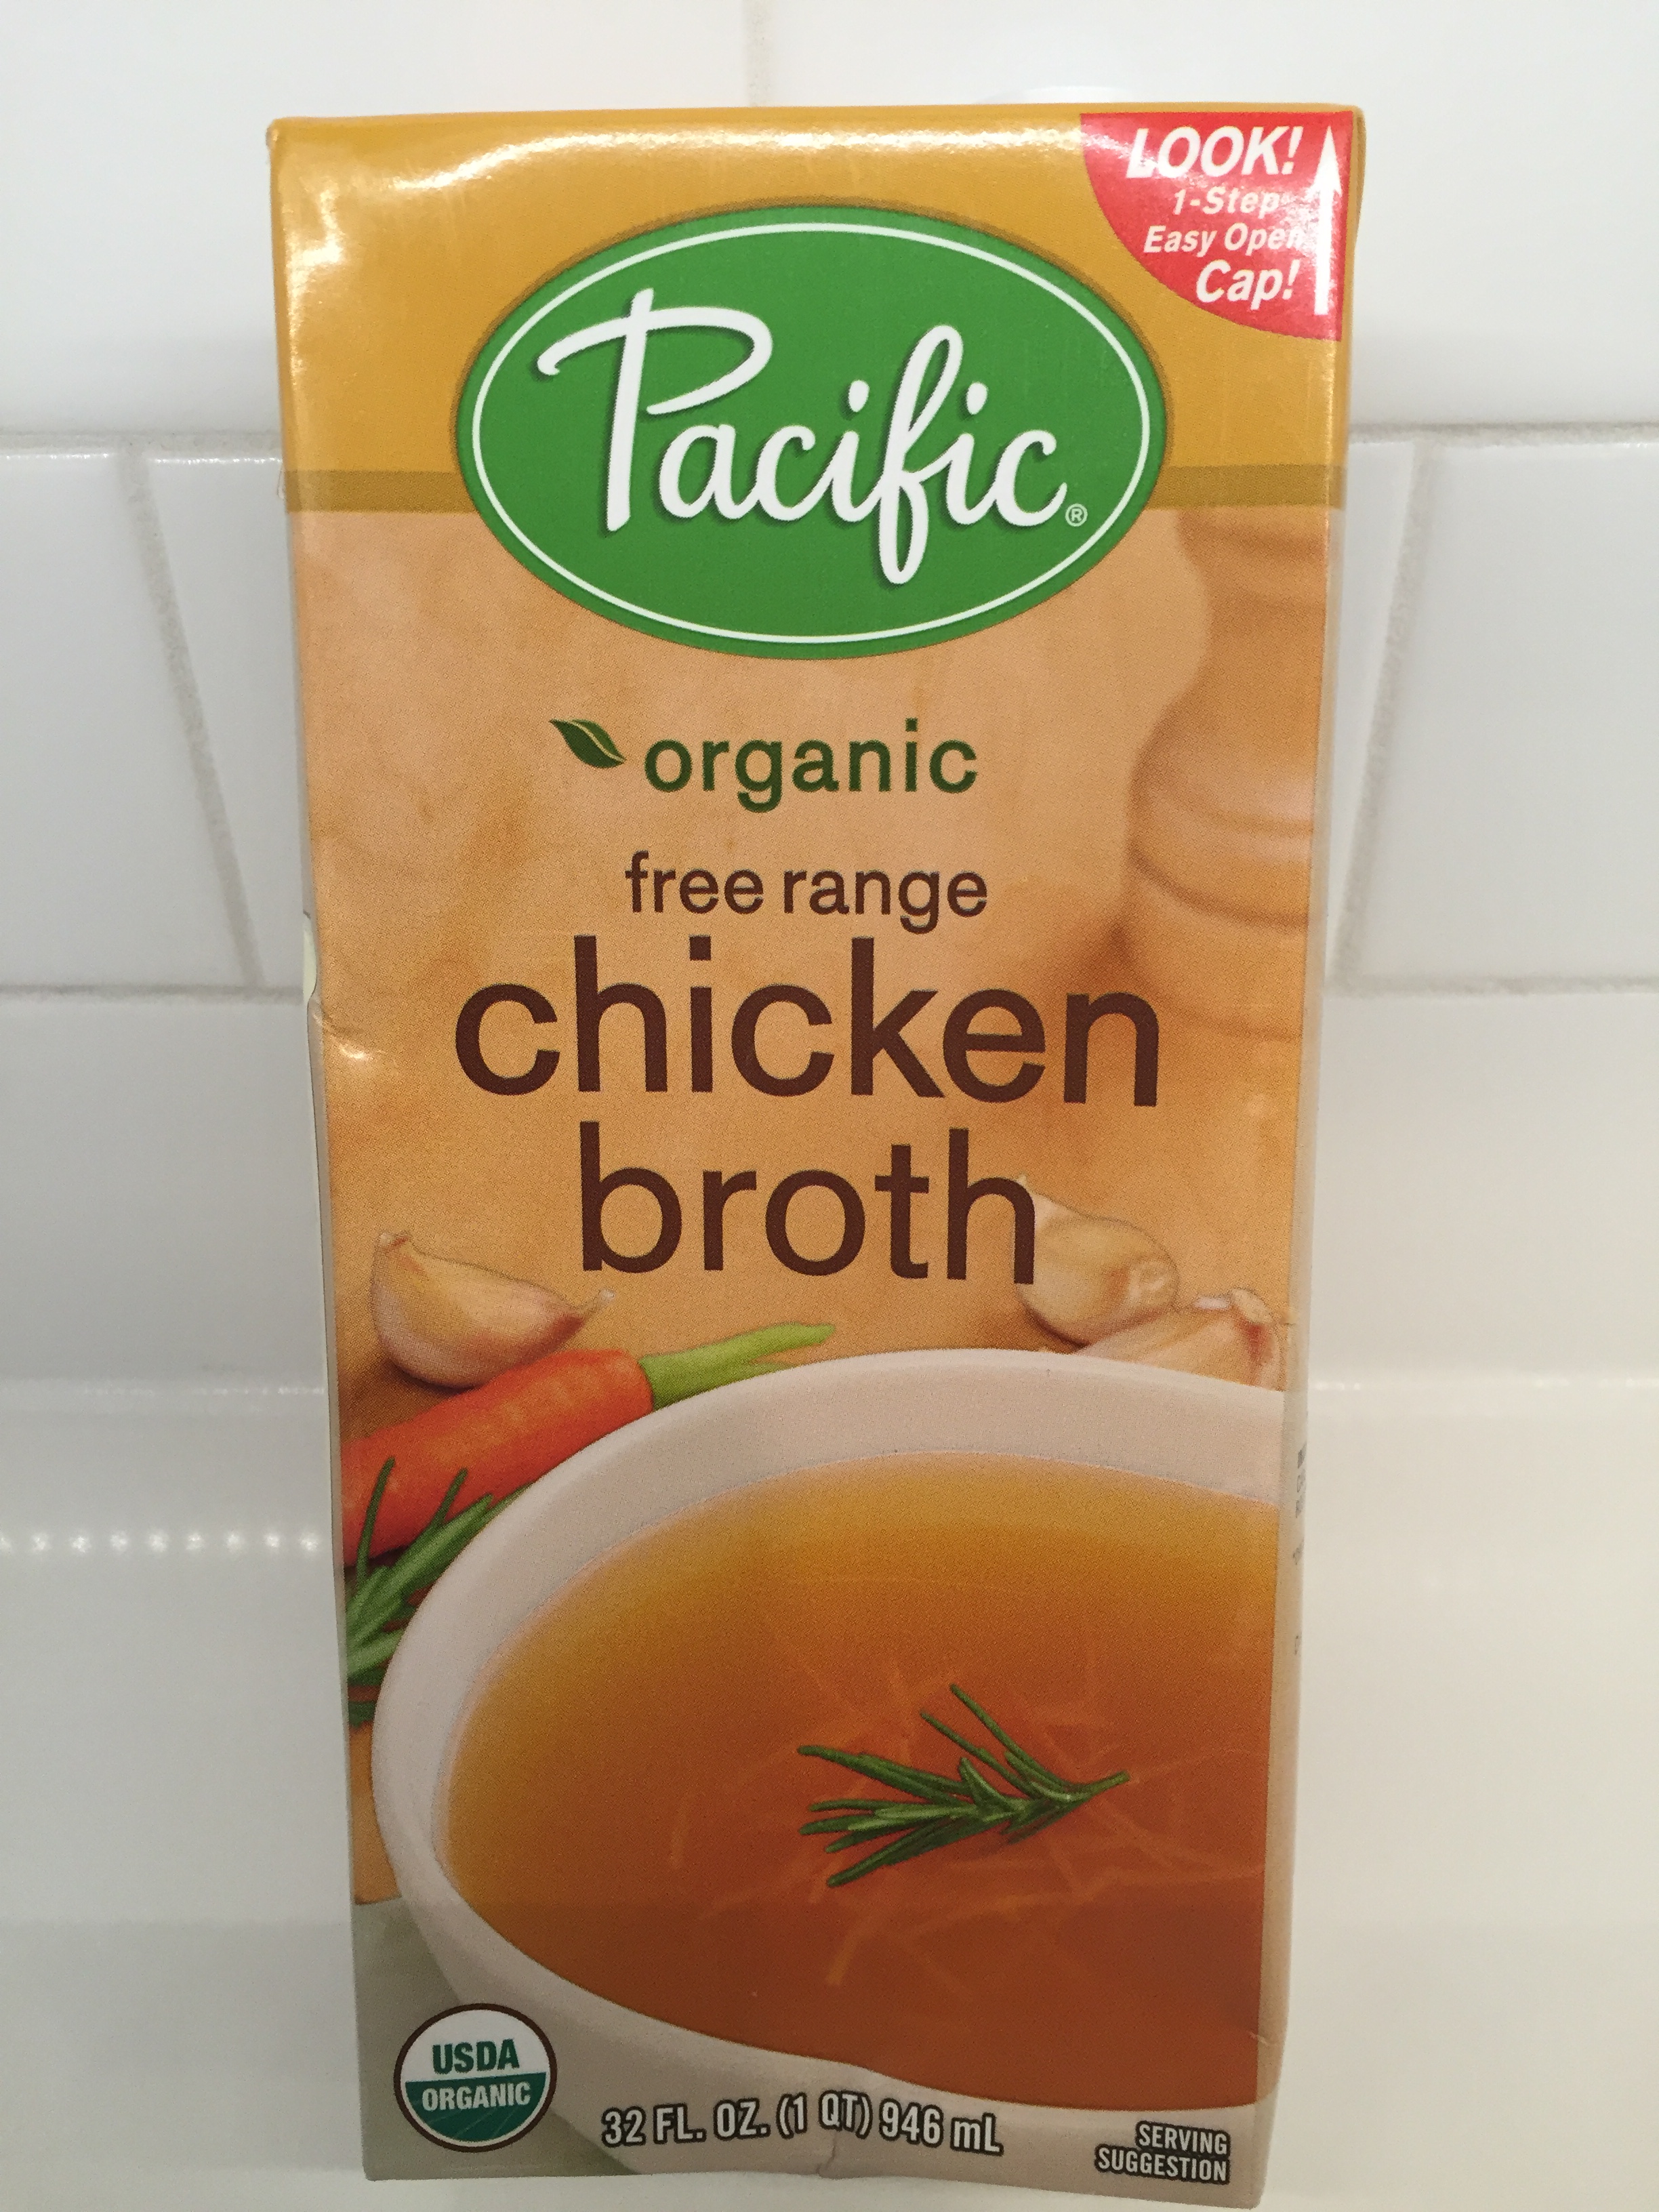 LOOK!
1-Step
Easy Open
Cap!
Pacific®
organic
free range
chicken
broth
USDA
ORGANIC
32 FL. OZ. (1 QT) 946 mL
SERVING
SUGGESTION